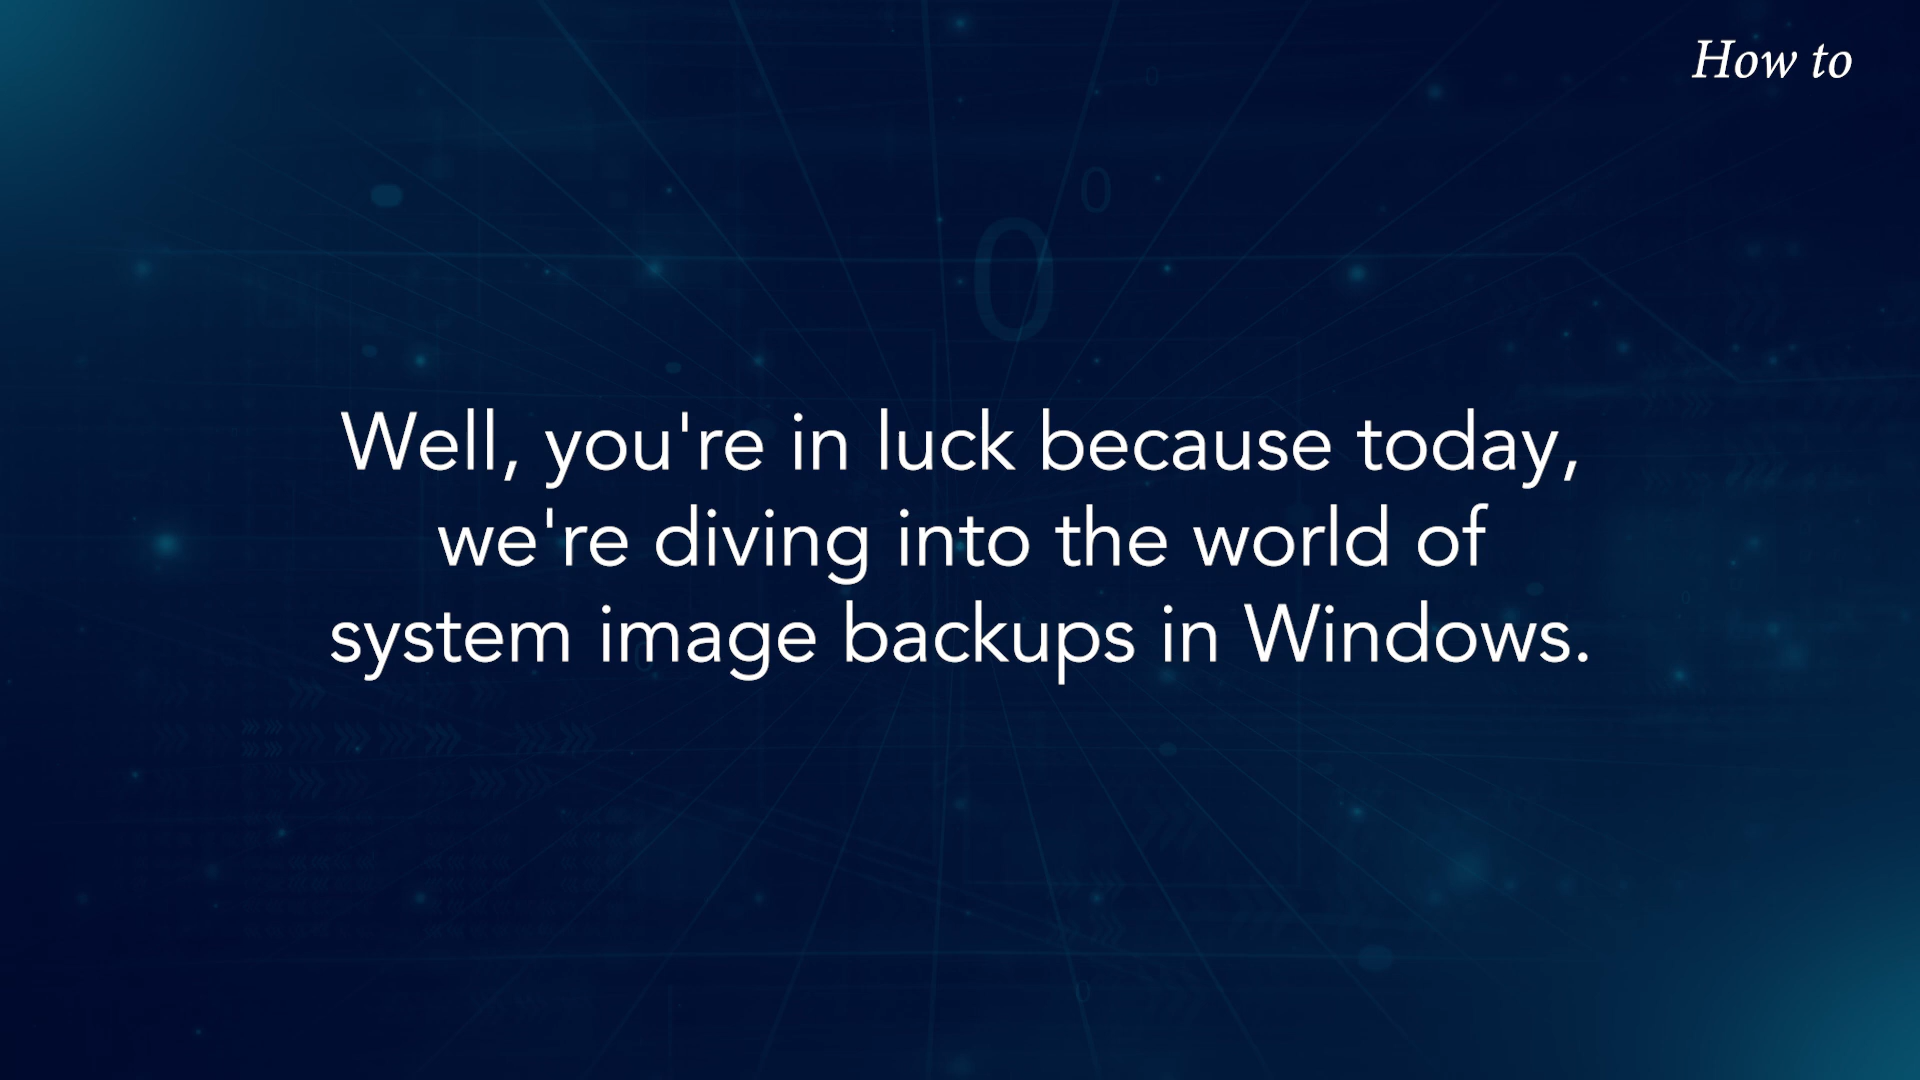 How to
Well, you're in luck because today,
we're diving into the world of
system image backups in Windows.